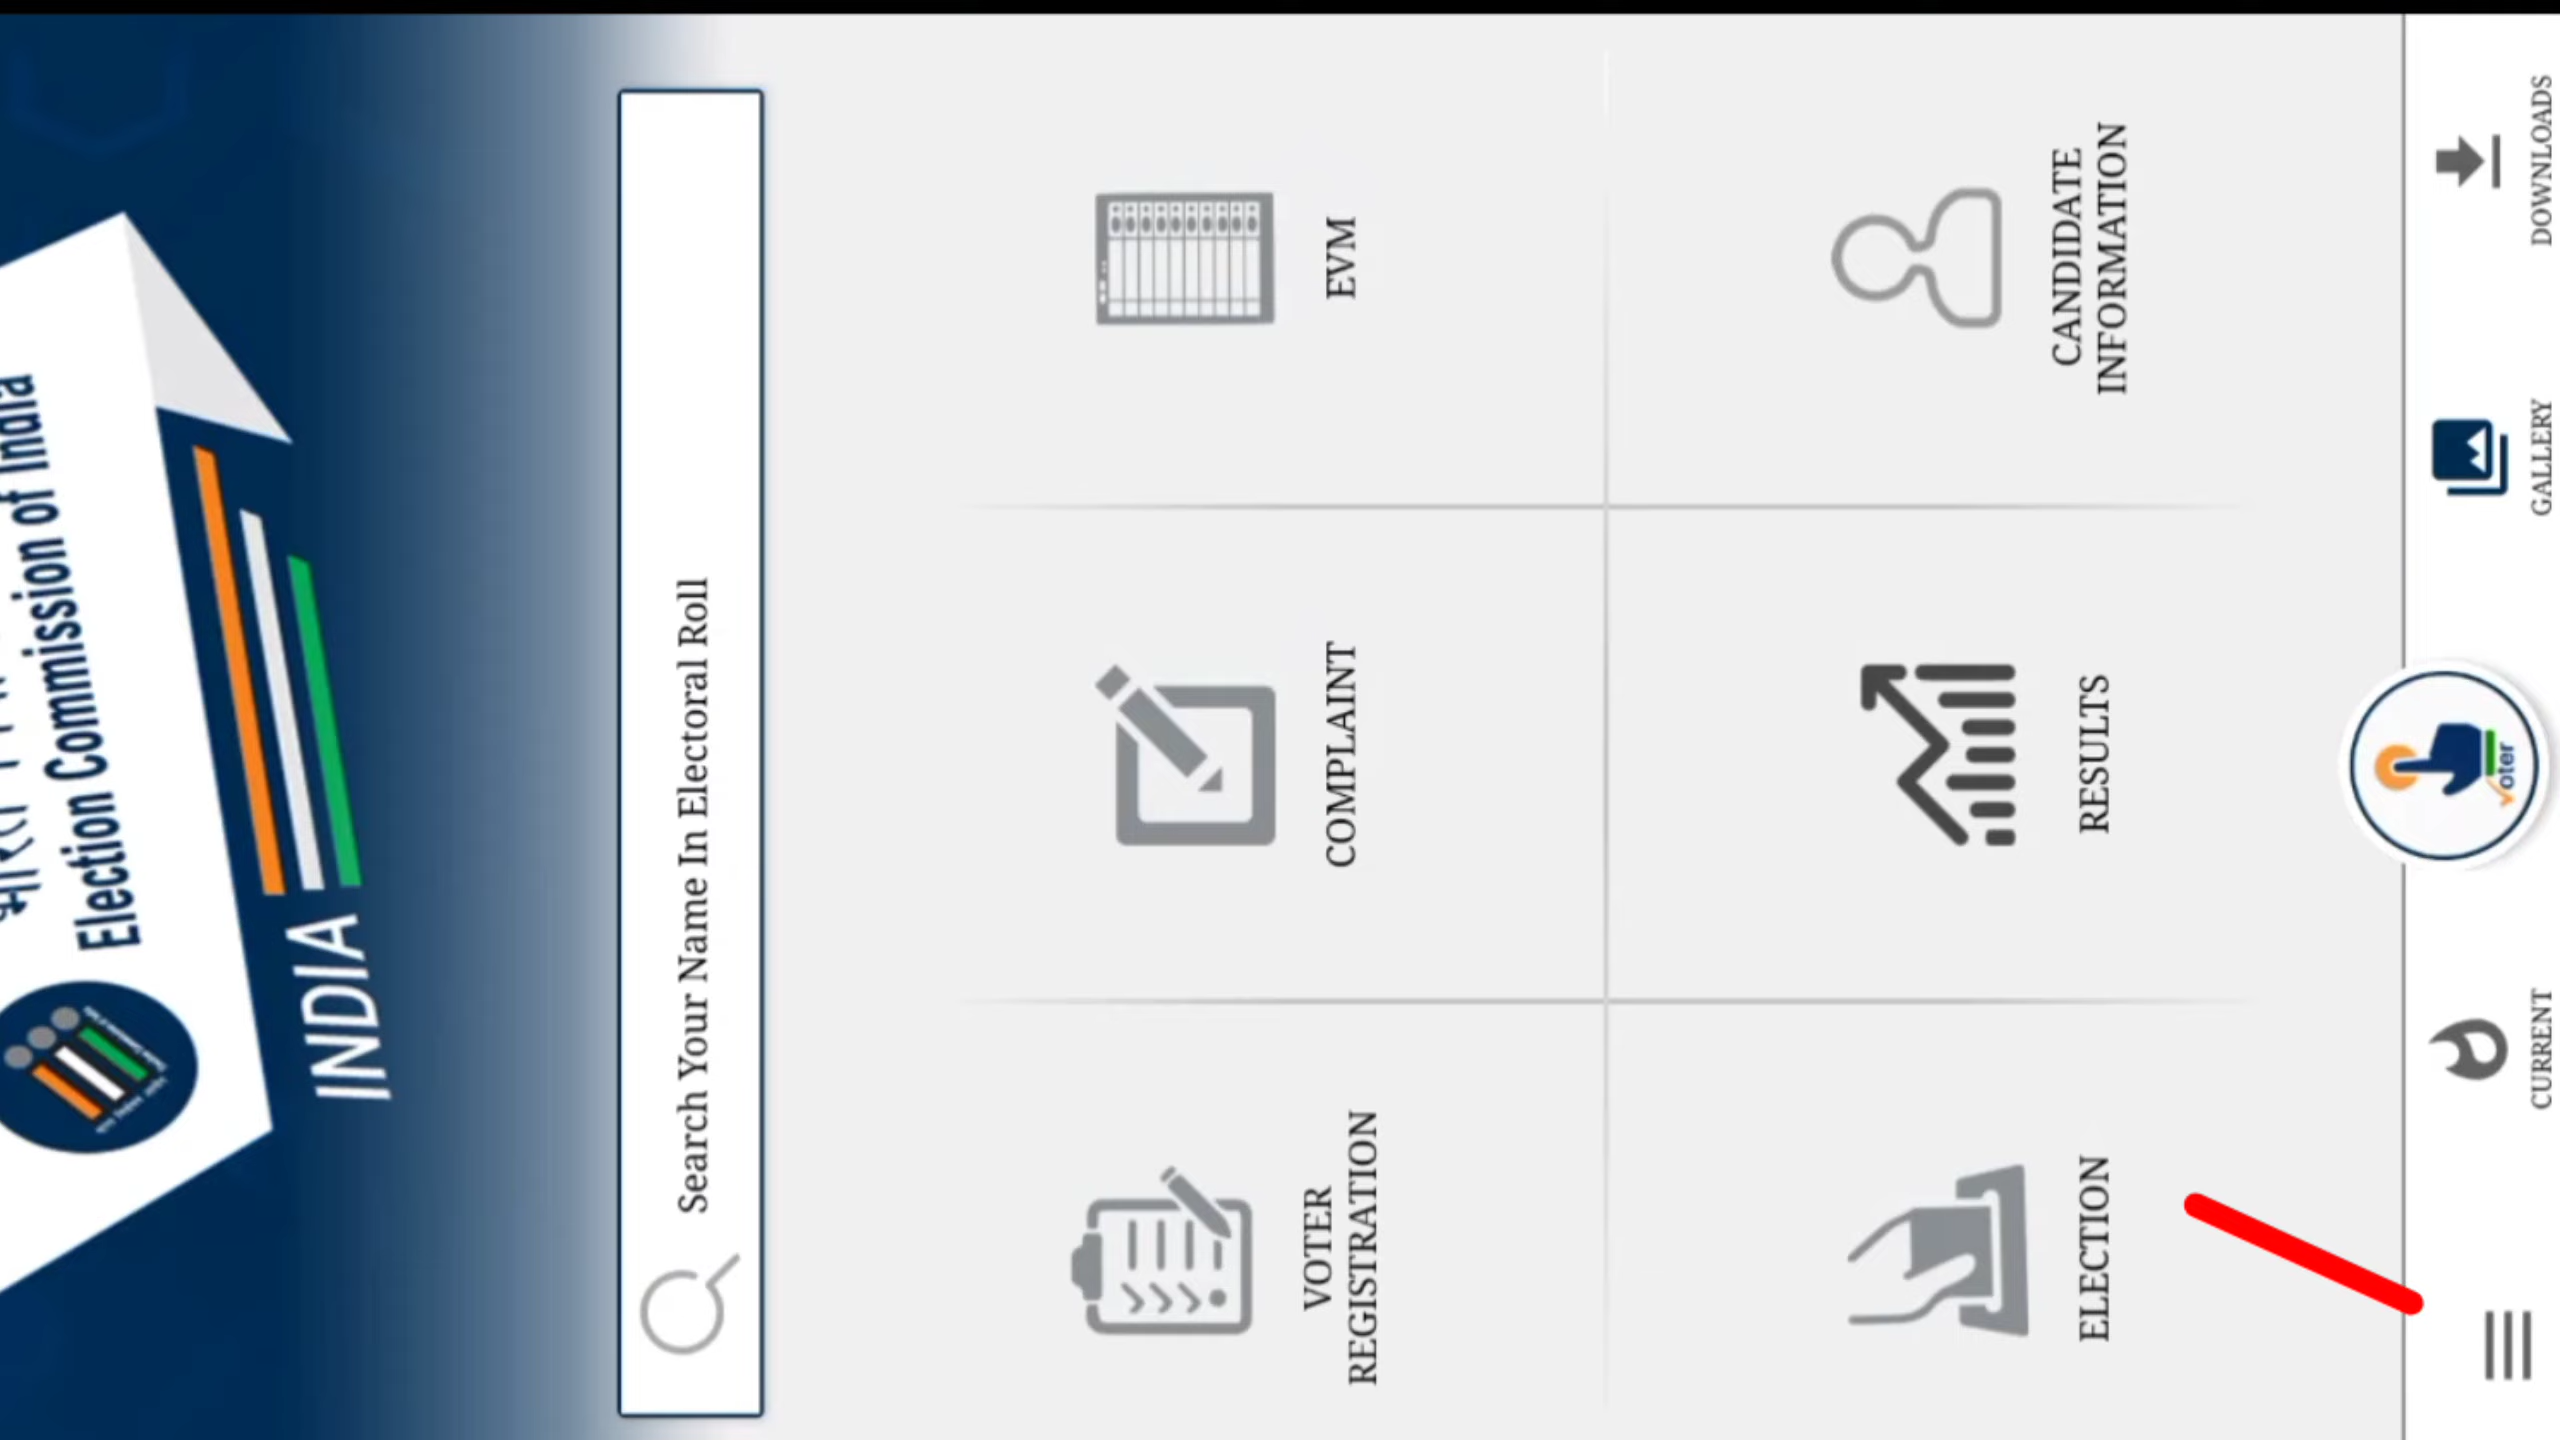 Election Commission of India
INDIA
Search Your Name In Electoral Roll
VOTER
REGISTRATION
COMPLAINT
EVM
ELECTION
RESULTS
CANDIDATE
INFORMATION
CURRENT
oter
GALLERY
DOWNLOADS